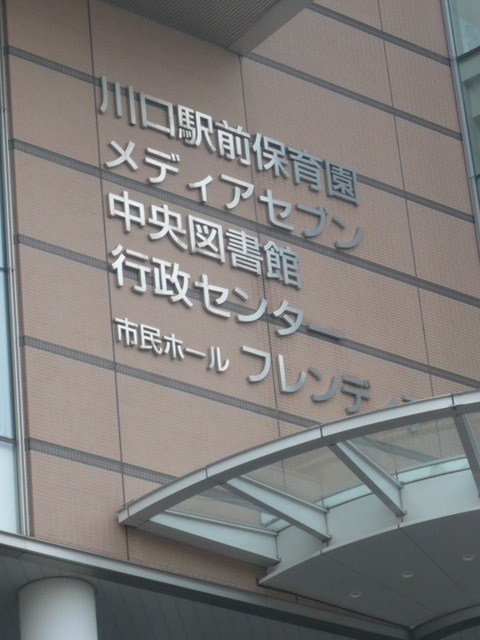 川口駅前保育園
メディアセブン
中央図書館
行政センター
市民ホール フレンディ